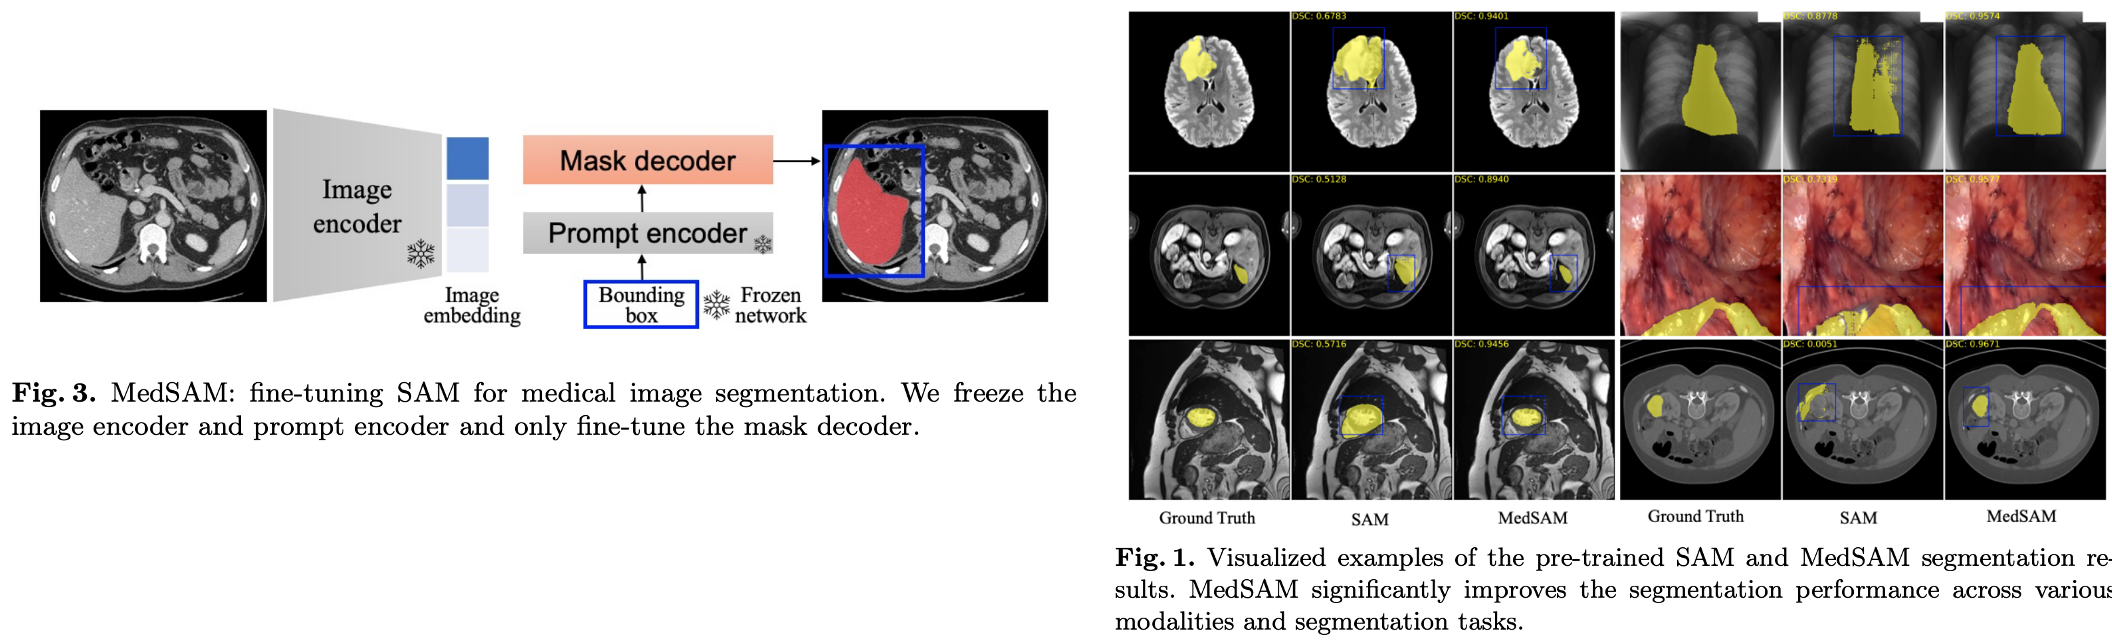 Image
encoder
Image
embedding
Mask decoder
Prompt encoder
Bounding
box
Frozen
network
Fig. 3. MedSAM: fine-tuning SAM for medical image segmentation. We freeze the
image encoder and prompt encoder and only fine-tune the mask decoder.
DSC: 0.6783
DSC: 0.9401
DSC: 0.8778
DSC: 0.9574
DSC: 0.5128
DSC: 0.8940
DSC: 0.7319
DSC: 0.9577
DSC: 0.5716
DSC: 0.9456
DSC: 0.0051
DSC: 0.9671
Ground Truth
SAM
MedSAM
Ground Truth
SAM
MedSAM
Fig. 1. Visualized examples of the pre-trained SAM and MedSAM segmentation re-
sults. MedSAM significantly improves the segmentation performance across various
modalities and segmentation tasks.